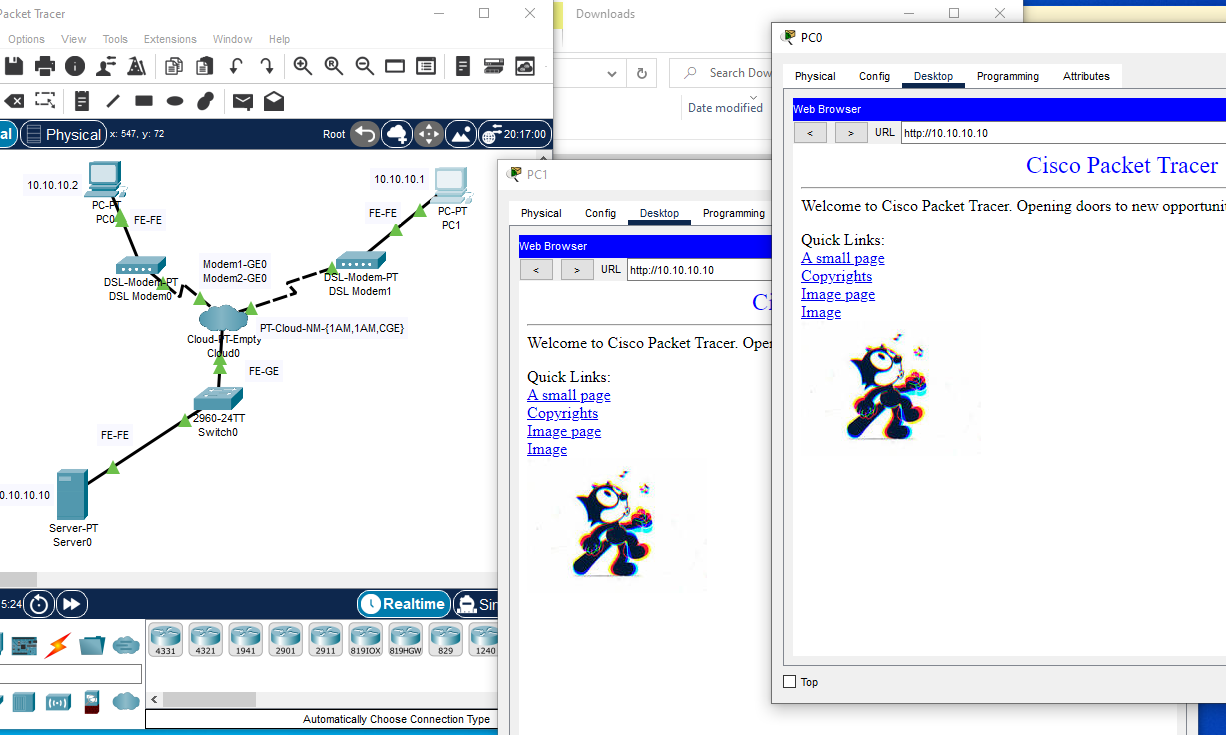 Packet Tracer
Options View Tools Extensions Window Help
al Physical x: 547, y: 72 Root 20:17:00
10.10.10.2
PC-PT
PC0
FE-FE
10.10.10.1
PC-PT
PC1
FE-FE
DSL-Modem-PT
DSL Modem0
Modem1-GE0
Modem2-GE0
DSL-Modem-PT
DSL Modem1
PT-Cloud-NM-{1AM,1AM,CGE}
Cloud-PT-Empty
Cloud0
FE-GE
2960-24TT
Switch0
FE-FE
0.10.10.10
Server-PT
Server0
5:24 Realtime Sir
4331 4321 1941 2901 2911 819IOX 819HGW 829 1240
Automatically Choose Connection Type
Downloads
Search Dow
Date modified
PC1
Physical Config Desktop Programming
Web Browser
< > URL http://10.10.10.10
Ci
Welcome to Cisco Packet Tracer. Oper
Quick Links:
A small page
Copyrights
Image page
Image
PC0
Physical Config Desktop Programming Attributes
Web Browser
< > URL http://10.10.10.10
Cisco Packet Tracer
Welcome to Cisco Packet Tracer. Opening doors to new opportuni
Quick Links:
A small page
Copyrights
Image page
Image
Top